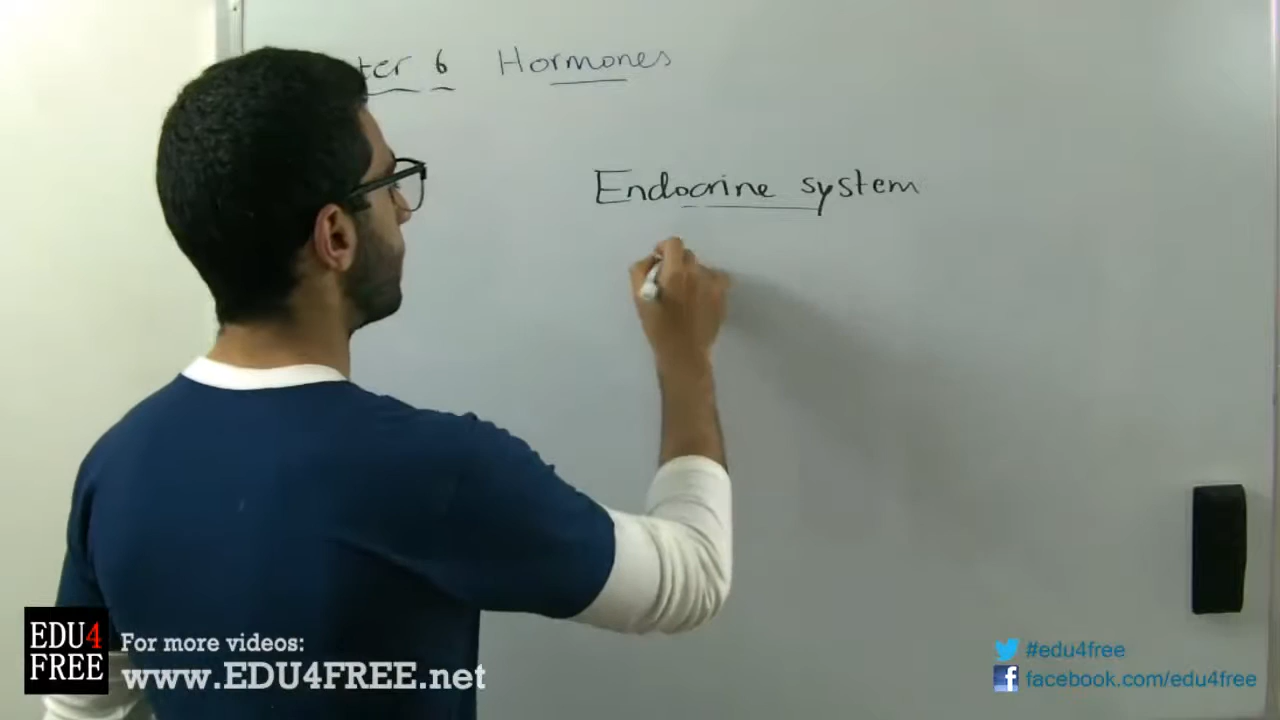 ter 6 Hormones
Endocrine system
EDU4
FREE
For more videos:
www.EDU4FREE.net
#edu4free
facebook.com/edu4free